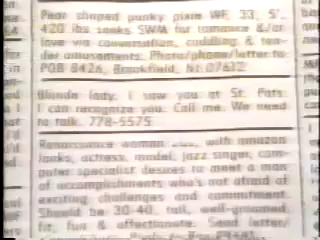 Pear shaped punky pixie WF, 33, 5',
420 lbs seeks SWM for romance &/or
love via conversation, cuddling & ten-
der amusements. Photo/phone/letter to
POB 8426, Brookfield, NJ 07632
Blonde lady, I saw you at St. Pats
I can recognize you. Call me. We need
to talk. 778-5575
Renaissance woman with amazon
looks, actress, model, jazz singer, com-
puter specialist desires to meet a man
of accomplishments who's not afraid of
exciting challenges and commitment
Should be 30-40, tall, well-groomed,
fit, fun & affectionate. Send letter/